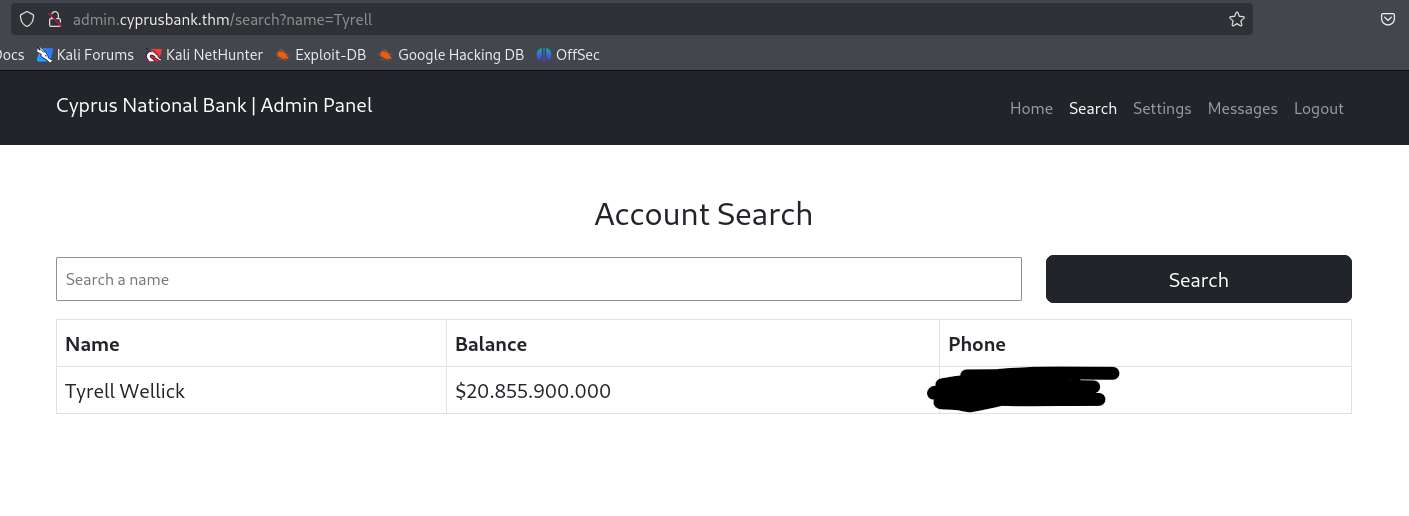 admin.cyprusbank.thm/search?name=Tyrell
Docs Kali Forums Kali NetHunter Exploit-DB Google Hacking DB OffSec
Cyprus National Bank | Admin Panel Home Search Settings Messages Logout
Account Search
Search a name Search
Name Balance Phone
Tyrell Wellick $20.855.900.000